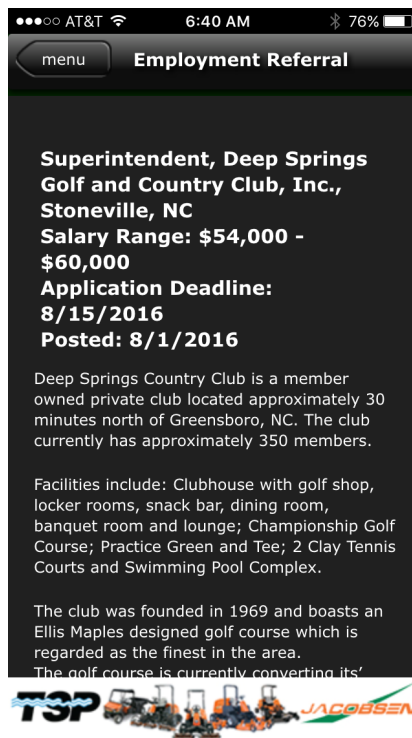 AT&T 6:40 AM 76%
menu Employment Referral
Superintendent, Deep Springs
Golf and Country Club, Inc.,
Stoneville, NC
Salary Range: $54,000 -
$60,000
Application Deadline:
8/15/2016
Posted: 8/1/2016
Deep Springs Country Club is a member
owned private club located approximately 30
minutes north of Greensboro, NC. The club
currently has approximately 350 members.
Facilities include: Clubhouse with golf shop,
locker rooms, snack bar, dining room,
banquet room and lounge; Championship Golf
Course; Practice Green and Tee; 2 Clay Tennis
Courts and Swimming Pool Complex.
The club was founded in 1969 and boasts an
Ellis Maples designed golf course which is
regarded as the finest in the area.
The golf course is currently converting its’
TSP JACOBSEN